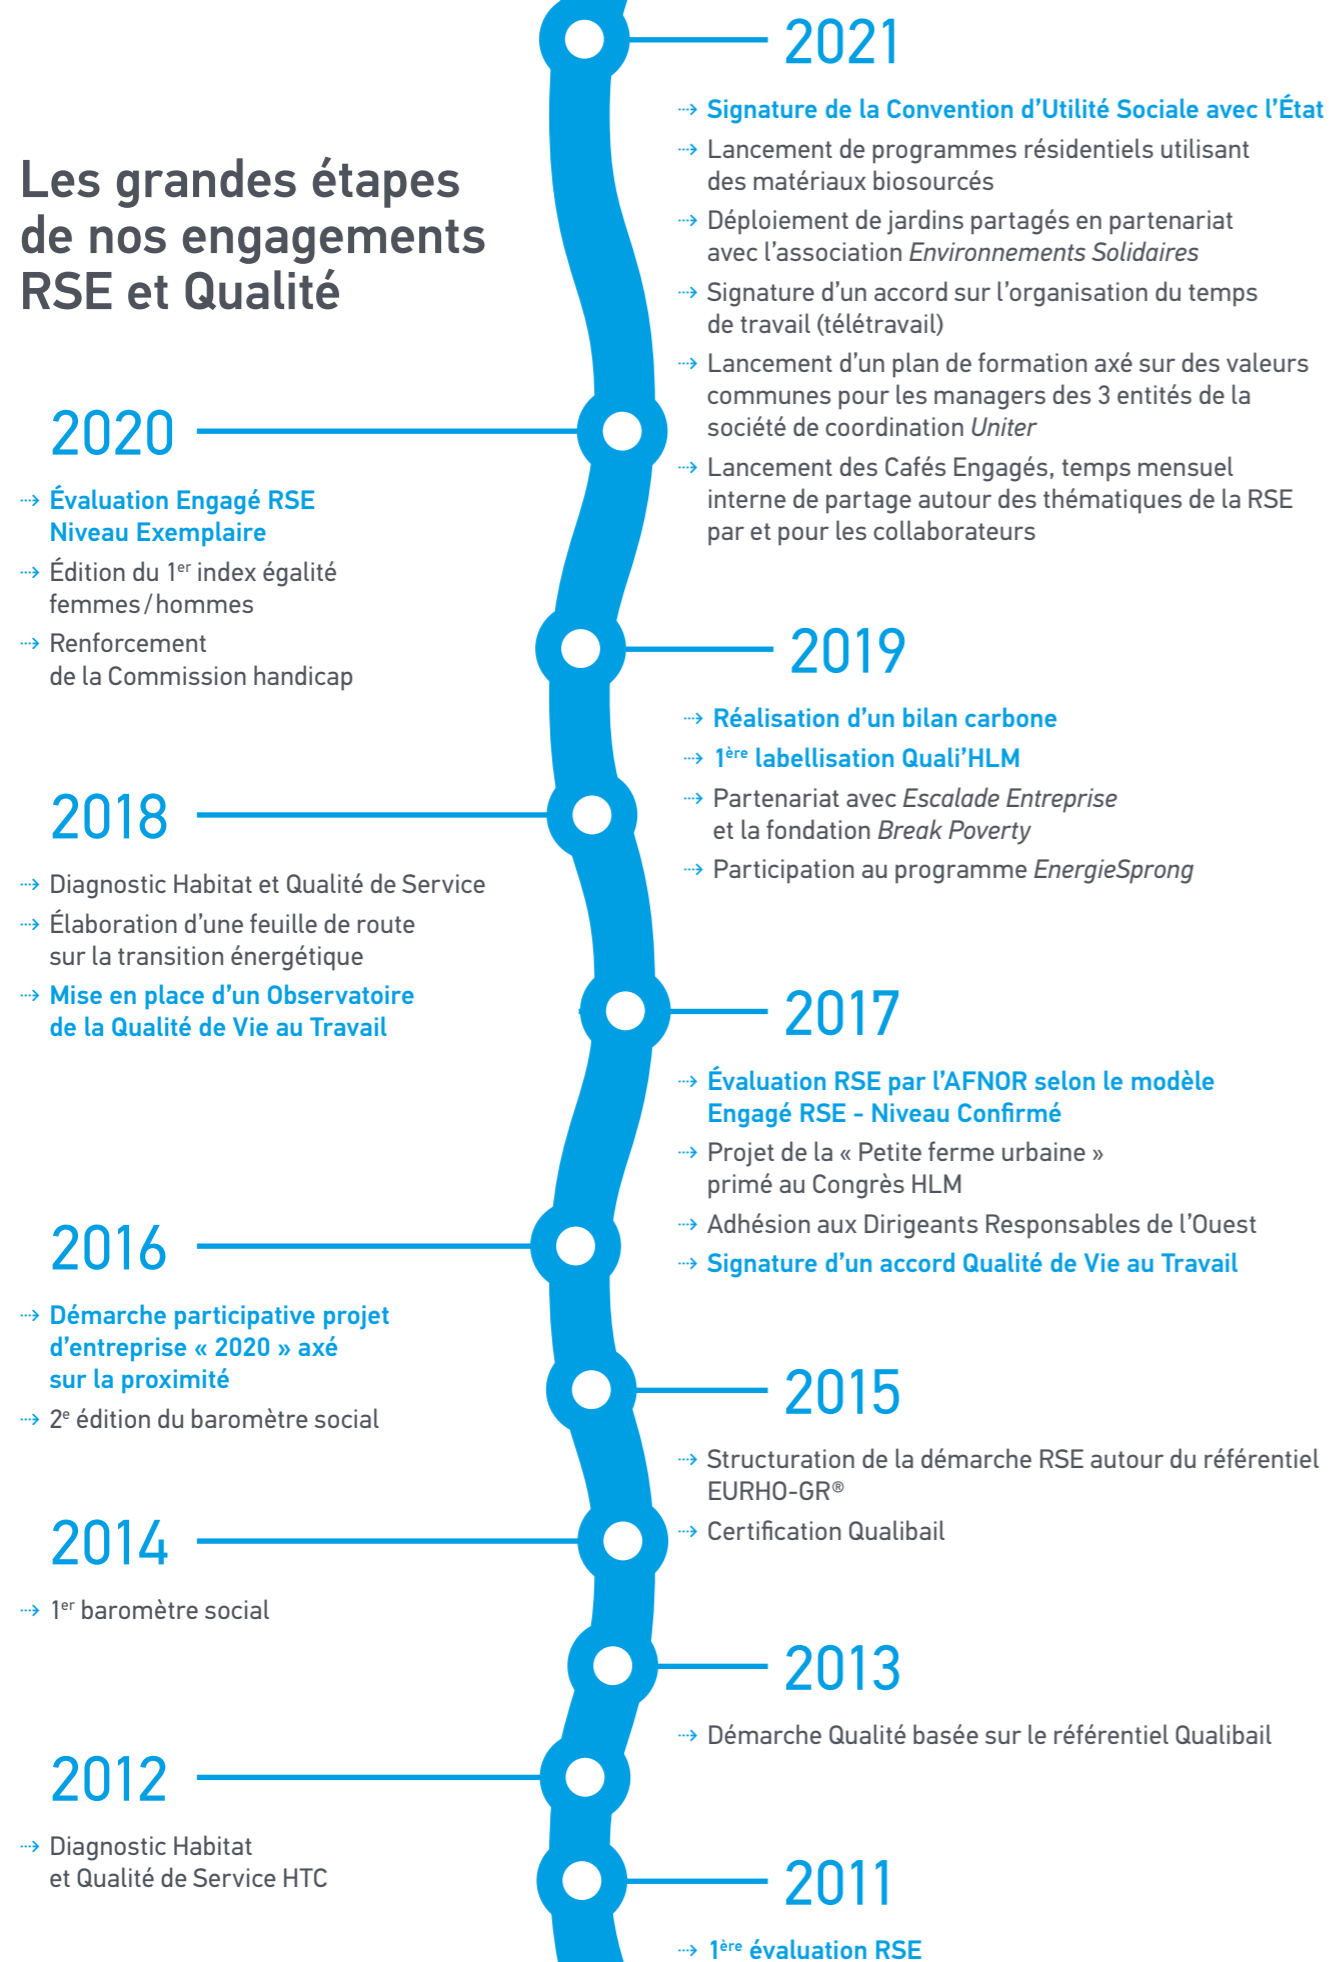 Les grandes étapes
de nos engagements
RSE et Qualité
2021
⇢ Signature de la Convention d’Utilité Sociale avec l’État
⇢ Lancement de programmes résidentiels utilisant
des matériaux biosourcés
⇢ Déploiement de jardins partagés en partenariat
avec l’association Environnements Solidaires
⇢ Signature d’un accord sur l’organisation du temps
de travail (télétravail)
⇢ Lancement d’un plan de formation axé sur des valeurs
communes pour les managers des 3 entités de la
société de coordination Uniter
⇢ Lancement des Cafés Engagés, temps mensuel
interne de partage autour des thématiques de la RSE
par et pour les collaborateurs
2020
⇢ Évaluation Engagé RSE
Niveau Exemplaire
⇢ Édition du 1er index égalité
femmes/hommes
⇢ Renforcement
de la Commission handicap
2019
⇢ Réalisation d’un bilan carbone
⇢ 1ère labellisation Quali’HLM
⇢ Partenariat avec Escalade Entreprise
et la fondation Break Poverty
⇢ Participation au programme EnergieSprong
2018
⇢ Diagnostic Habitat et Qualité de Service
⇢ Élaboration d’une feuille de route
sur la transition énergétique
⇢ Mise en place d’un Observatoire
de la Qualité de Vie au Travail
2017
⇢ Évaluation RSE par l’AFNOR selon le modèle
Engagé RSE - Niveau Confirmé
⇢ Projet de la « Petite ferme urbaine »
primé au Congrès HLM
⇢ Adhésion aux Dirigeants Responsables de l’Ouest
⇢ Signature d’un accord Qualité de Vie au Travail
2016
⇢ Démarche participative projet
d’entreprise « 2020 » axé
sur la proximité
⇢ 2e édition du baromètre social
2015
⇢ Structuration de la démarche RSE autour du référentiel
EURHO-GR®
⇢ Certification Qualibail
2014
⇢ 1er baromètre social
2013
⇢ Démarche Qualité basée sur le référentiel Qualibail
2012
⇢ Diagnostic Habitat
et Qualité de Service HTC
2011
⇢ 1ère évaluation RSE